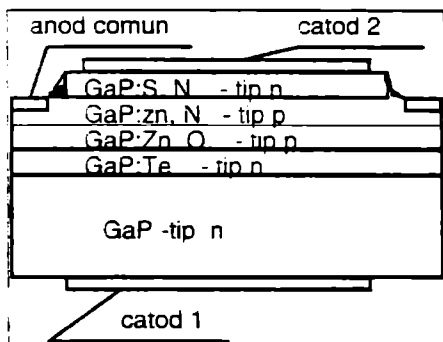 anod comun catod 2
GaP:S, N - tip n
GaP:zn, N - tip p
GaP:Zn, O - tip p
GaP:Te - tip n
GaP -tip n
catod 1